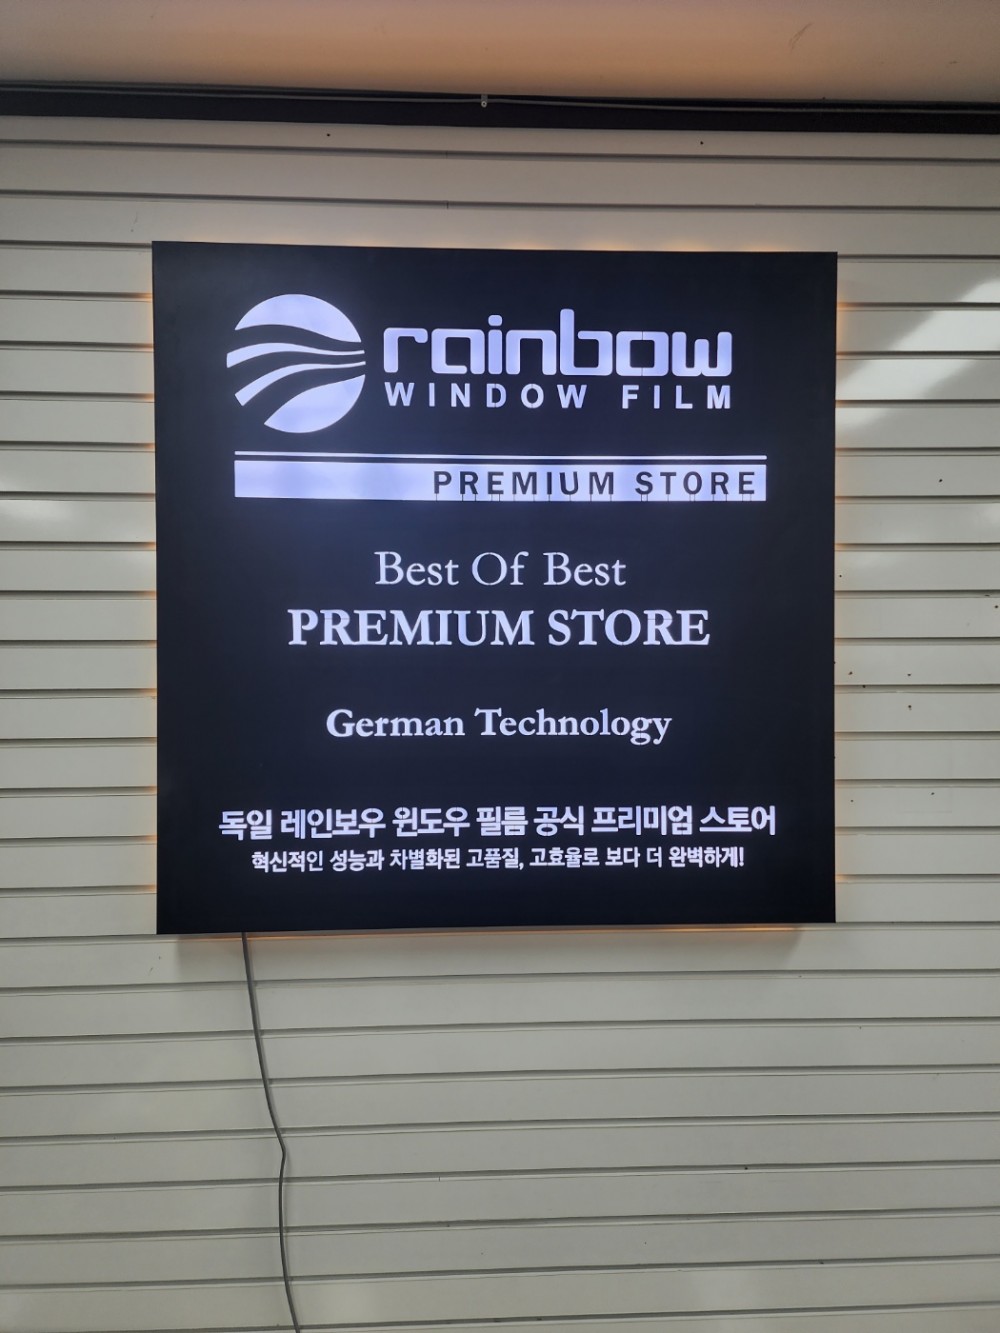 rainbow
WINDOW FILM
PREMIUM STORE
Best Of Best
PREMIUM STORE
German Technology
독일 레인보우 윈도우 필름 공식 프리미엄 스토어
혁신적인 성능과 차별화된 고품질, 고효율로 보다 더 완벽하게!